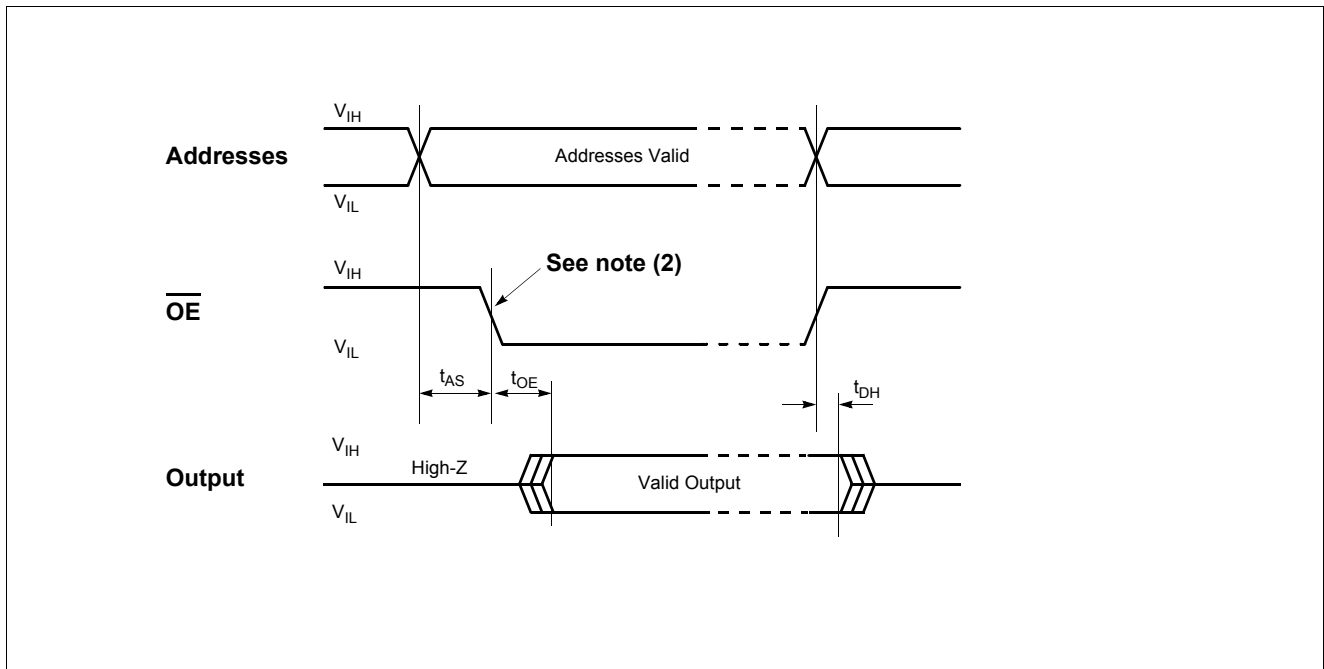 V_IH
Addresses
Addresses Valid
V_IL
See note (2)
V_IH
OE
V_IL
t_AS
t_OE
t_DH
V_IH
High-Z
Output
Valid Output
V_IL